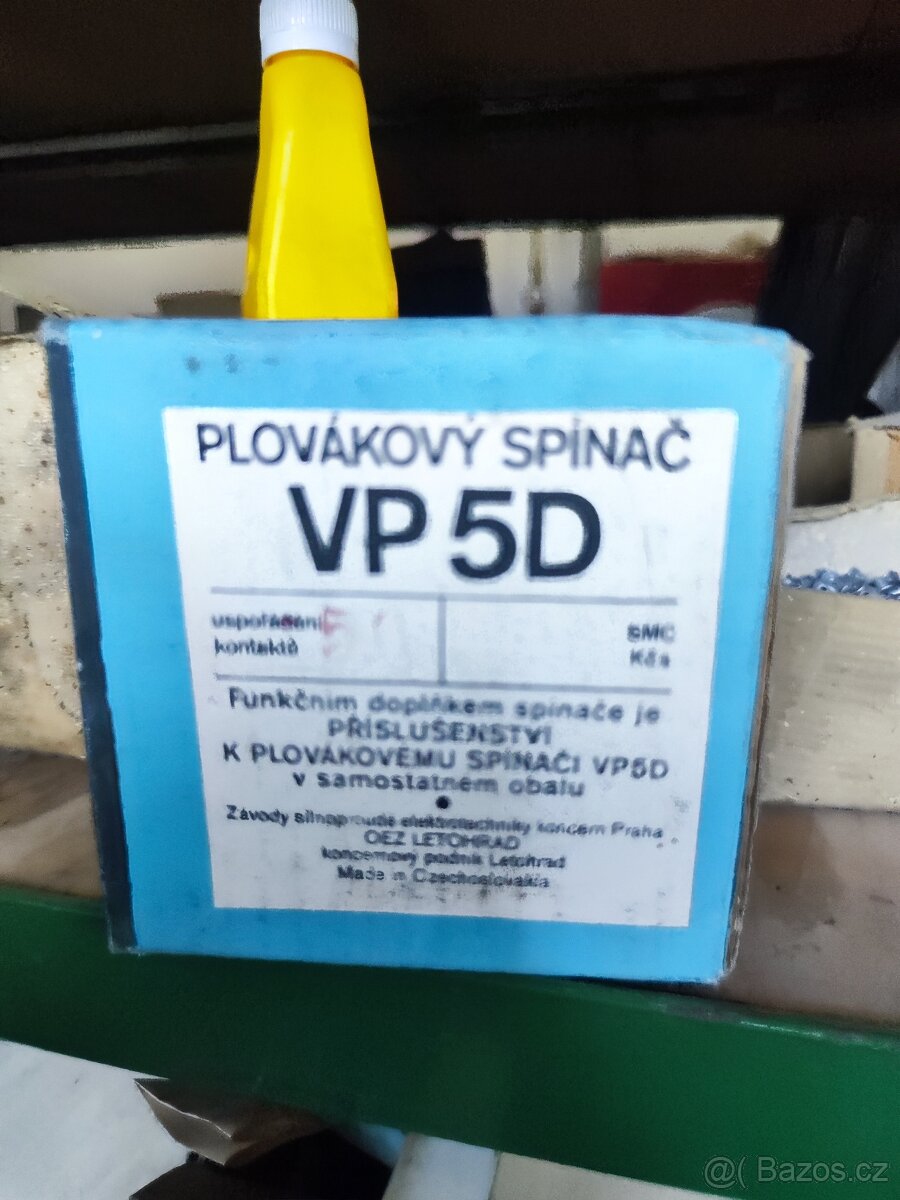 PLOVÁKOVÝ SPÍNAČ
VP 5D
uspořádání
kontaktů
SMC
Kčs
Funkčním doplňkem spínače je
PŘÍSLUŠENSTVÍ
K PLOVÁKOVÉMU SPÍNAČI VP5D
v samostatném obalu
Závody silnoproudé elektrotechniky koncern Praha
OEZ LETOHRAD
koncernový podnik Letohrad
Made in Czechoslovakia
@( Bazos.cz